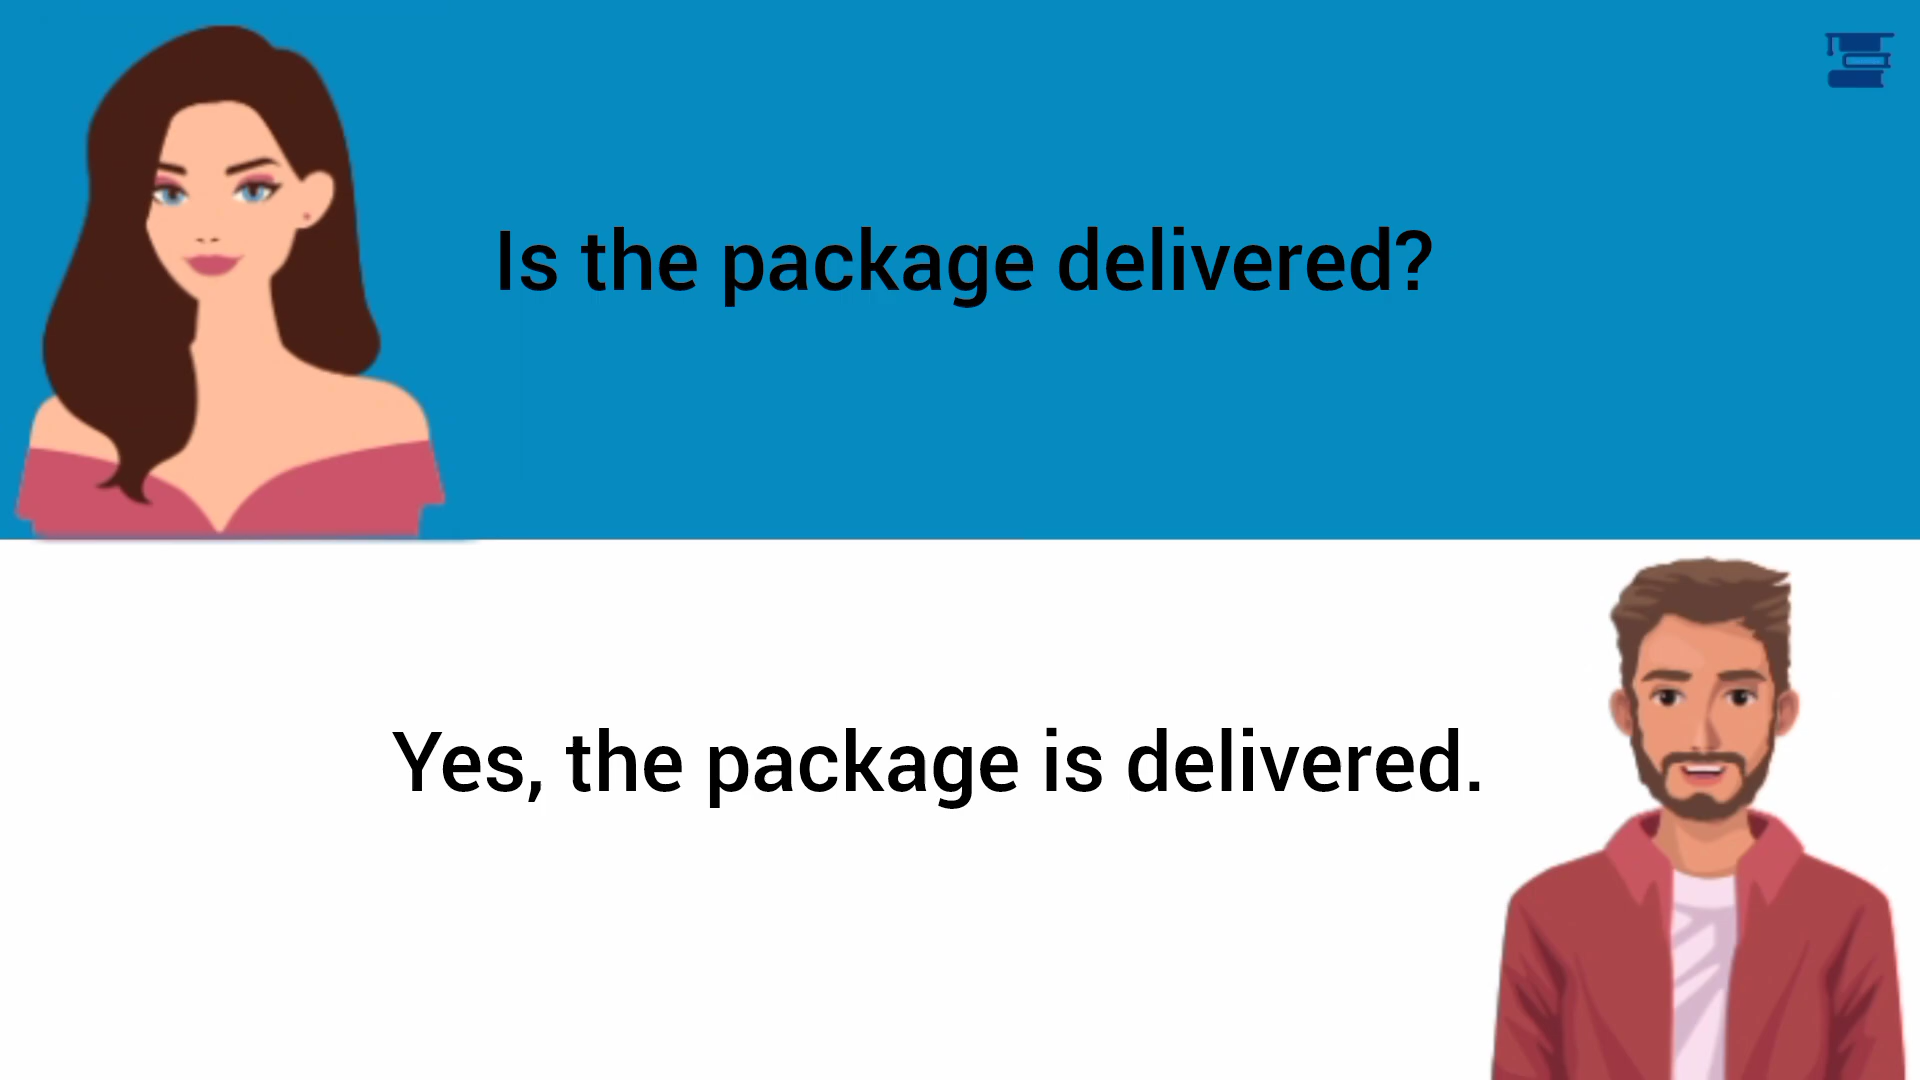 Is the package delivered?
Yes, the package is delivered.